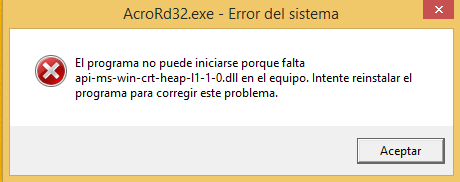 AcroRd32.exe - Error del sistema
El programa no puede iniciarse porque falta
api-ms-win-crt-heap-l1-1-0.dll en el equipo. Intente reinstalar el
programa para corregir este problema.
Aceptar